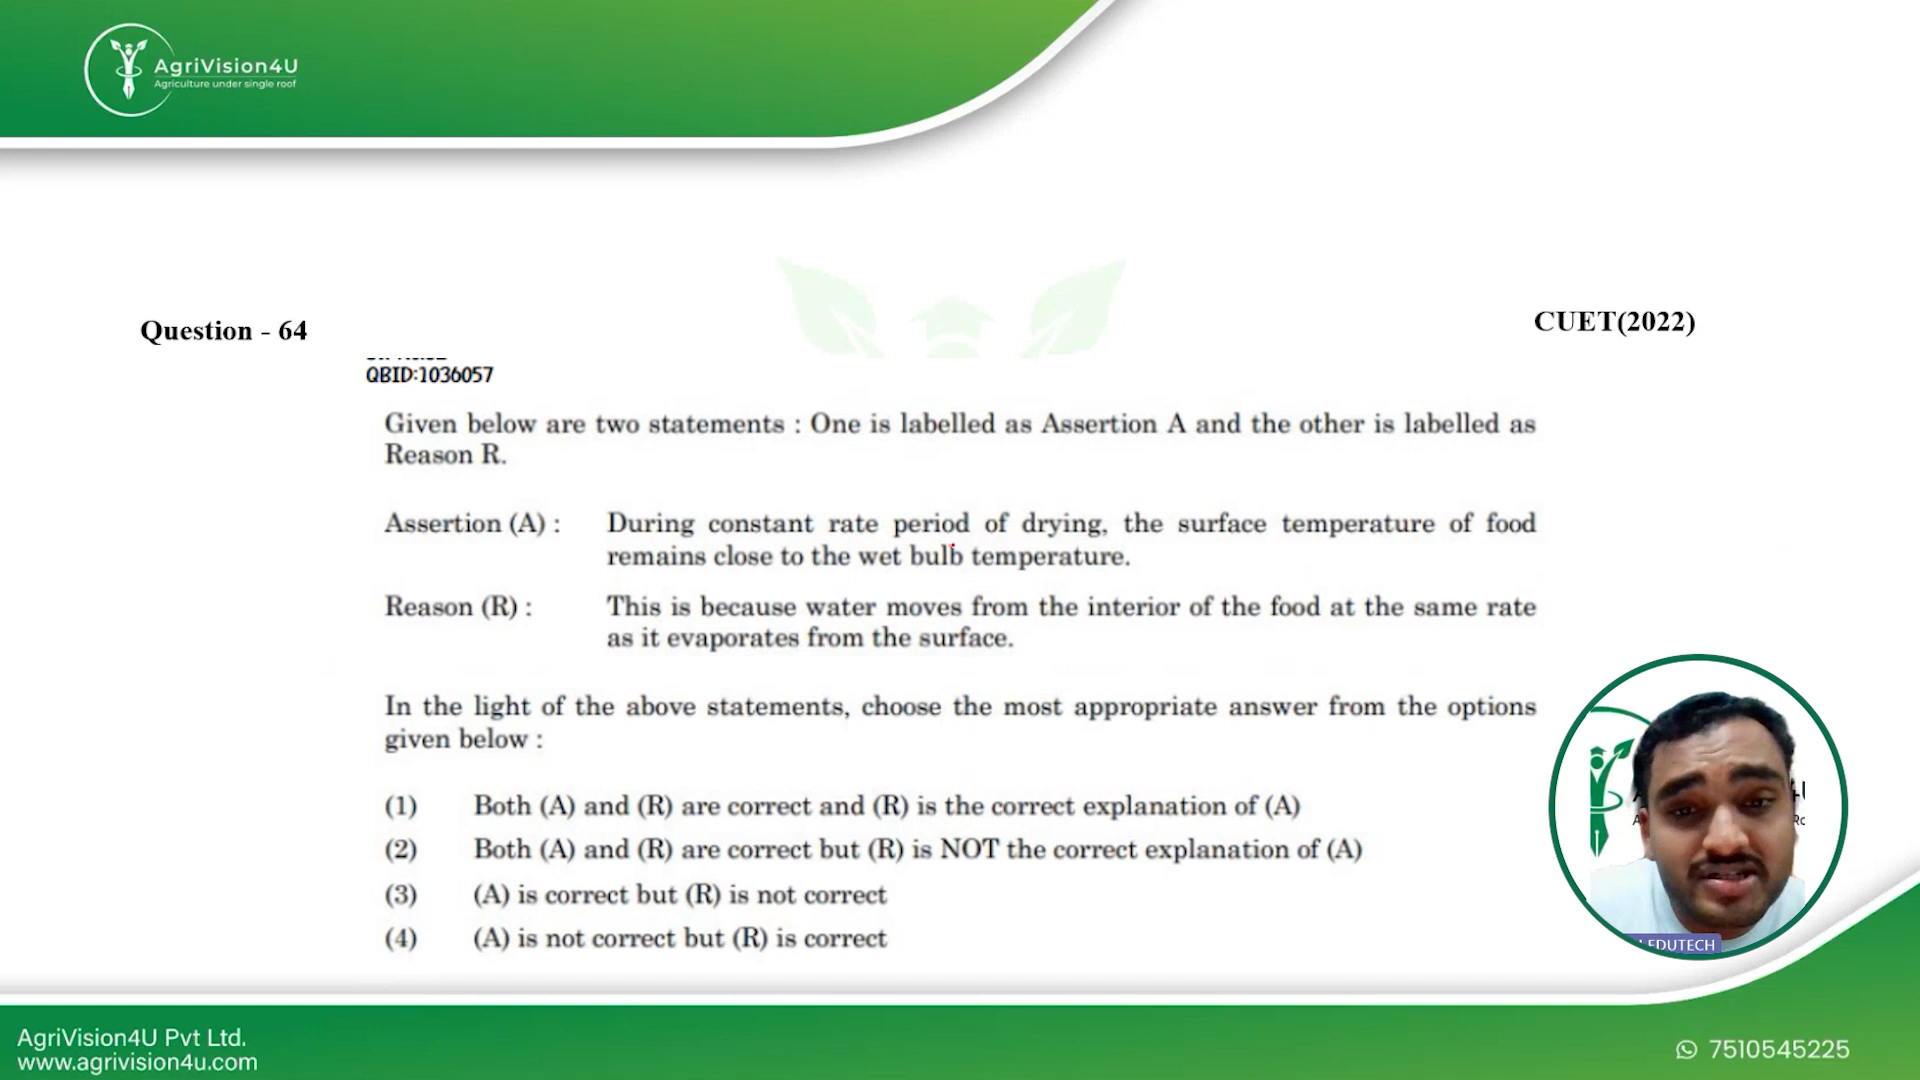 AgriVision4U
Agriculture under single roof
Question - 64
CUET(2022)
QBID:1036057
Given below are two statements : One is labelled as Assertion A and the other is labelled as
Reason R.
Assertion (A) : During constant rate period of drying, the surface temperature of food
remains close to the wet bulb temperature.
Reason (R) : This is because water moves from the interior of the food at the same rate
as it evaporates from the surface.
In the light of the above statements, choose the most appropriate answer from the options
given below :
(1) Both (A) and (R) are correct and (R) is the correct explanation of (A)
(2) Both (A) and (R) are correct but (R) is NOT the correct explanation of (A)
(3) (A) is correct but (R) is not correct
(4) (A) is not correct but (R) is correct
EDUTECH
AgriVision4U Pvt Ltd.
www.agrivision4u.com
7510545225